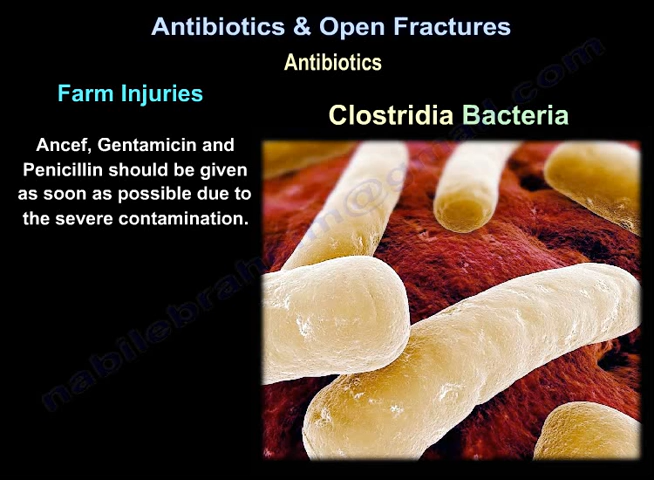 Antibiotics & Open Fractures
Antibiotics
Farm Injuries
Clostridia Bacteria
Ancef, Gentamicin and
Penicillin should be given
as soon as possible due to
the severe contamination.